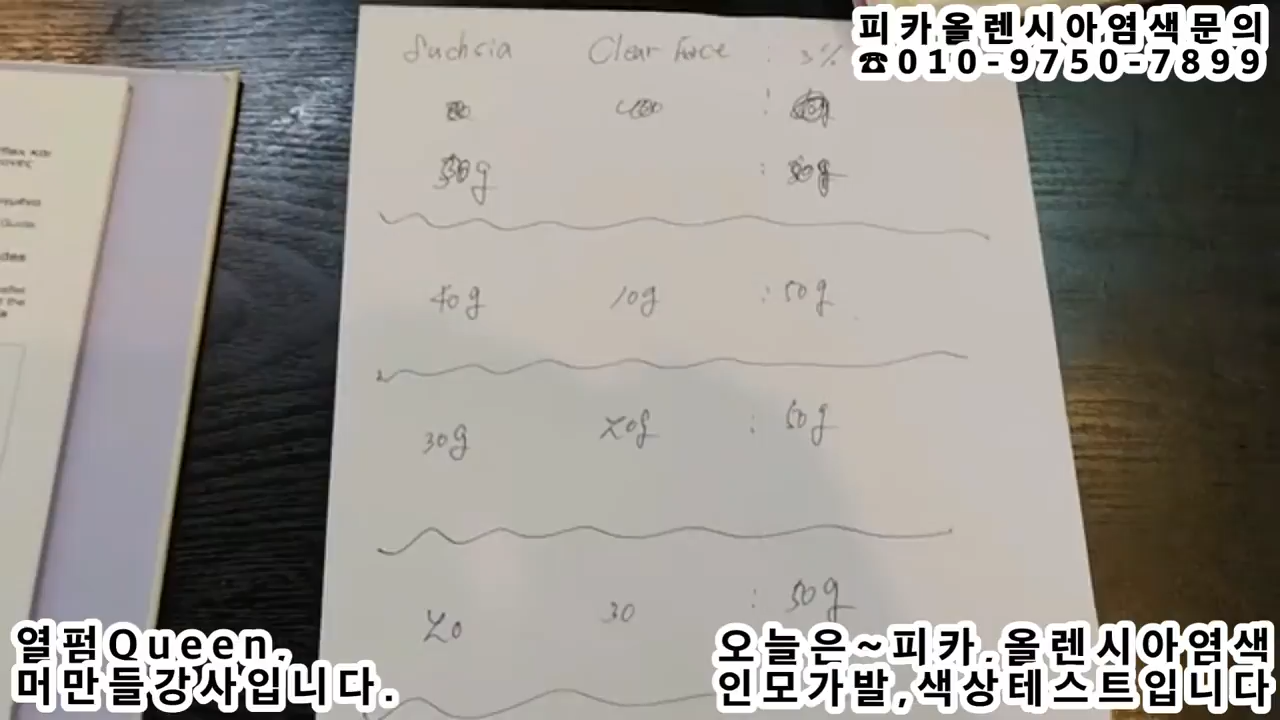 피카올렌시아염색문의
☎010-9750-7899
Fuchsia Clear Force : 3%
50g : 50g
40g 10g : 50g
30g 20g : 50g
20 30 : 50g
열펌Queen,
머만들강사입니다.
오늘은~피카.올렌시아염색
인모가발,색상테스트입니다